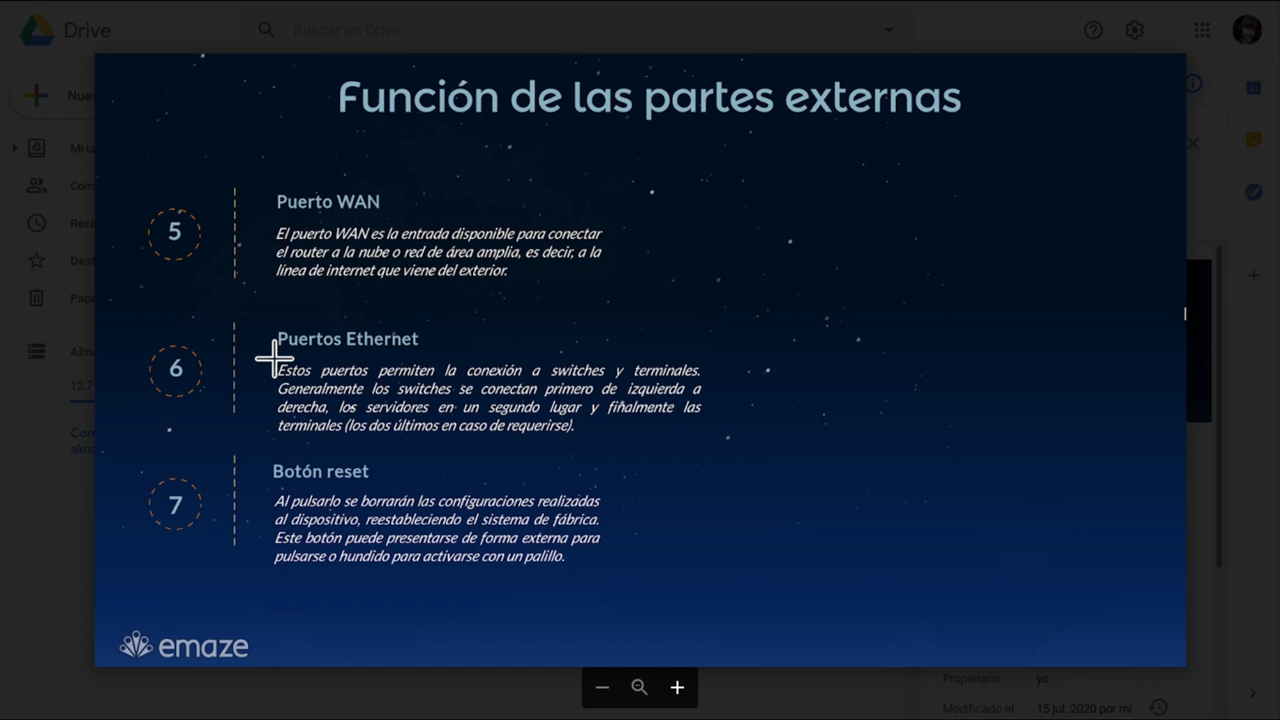 Drive
Buscar en Drive
Función de las partes externas
5
Puerto WAN
El puerto WAN es la entrada disponible para conectar
el router a la nube o red de área amplia, es decir, a la
línea de internet que viene del exterior.
6
Puertos Ethernet
Estos puertos permiten la conexión a switches y terminales.
Generalmente los switches se conectan primero de izquierda a
derecha, los servidores en un segundo lugar y finalmente las
terminales (los dos últimos en caso de requerirse).
7
Botón reset
Al pulsarlo se borrarán las configuraciones realizadas
al dispositivo, reestableciendo el sistema de fábrica.
Este botón puede presentarse de forma externa para
pulsarse o hundido para activarse con un palillo.
emaze
Propietario yo
Modificado el 15 jul. 2020 por mi